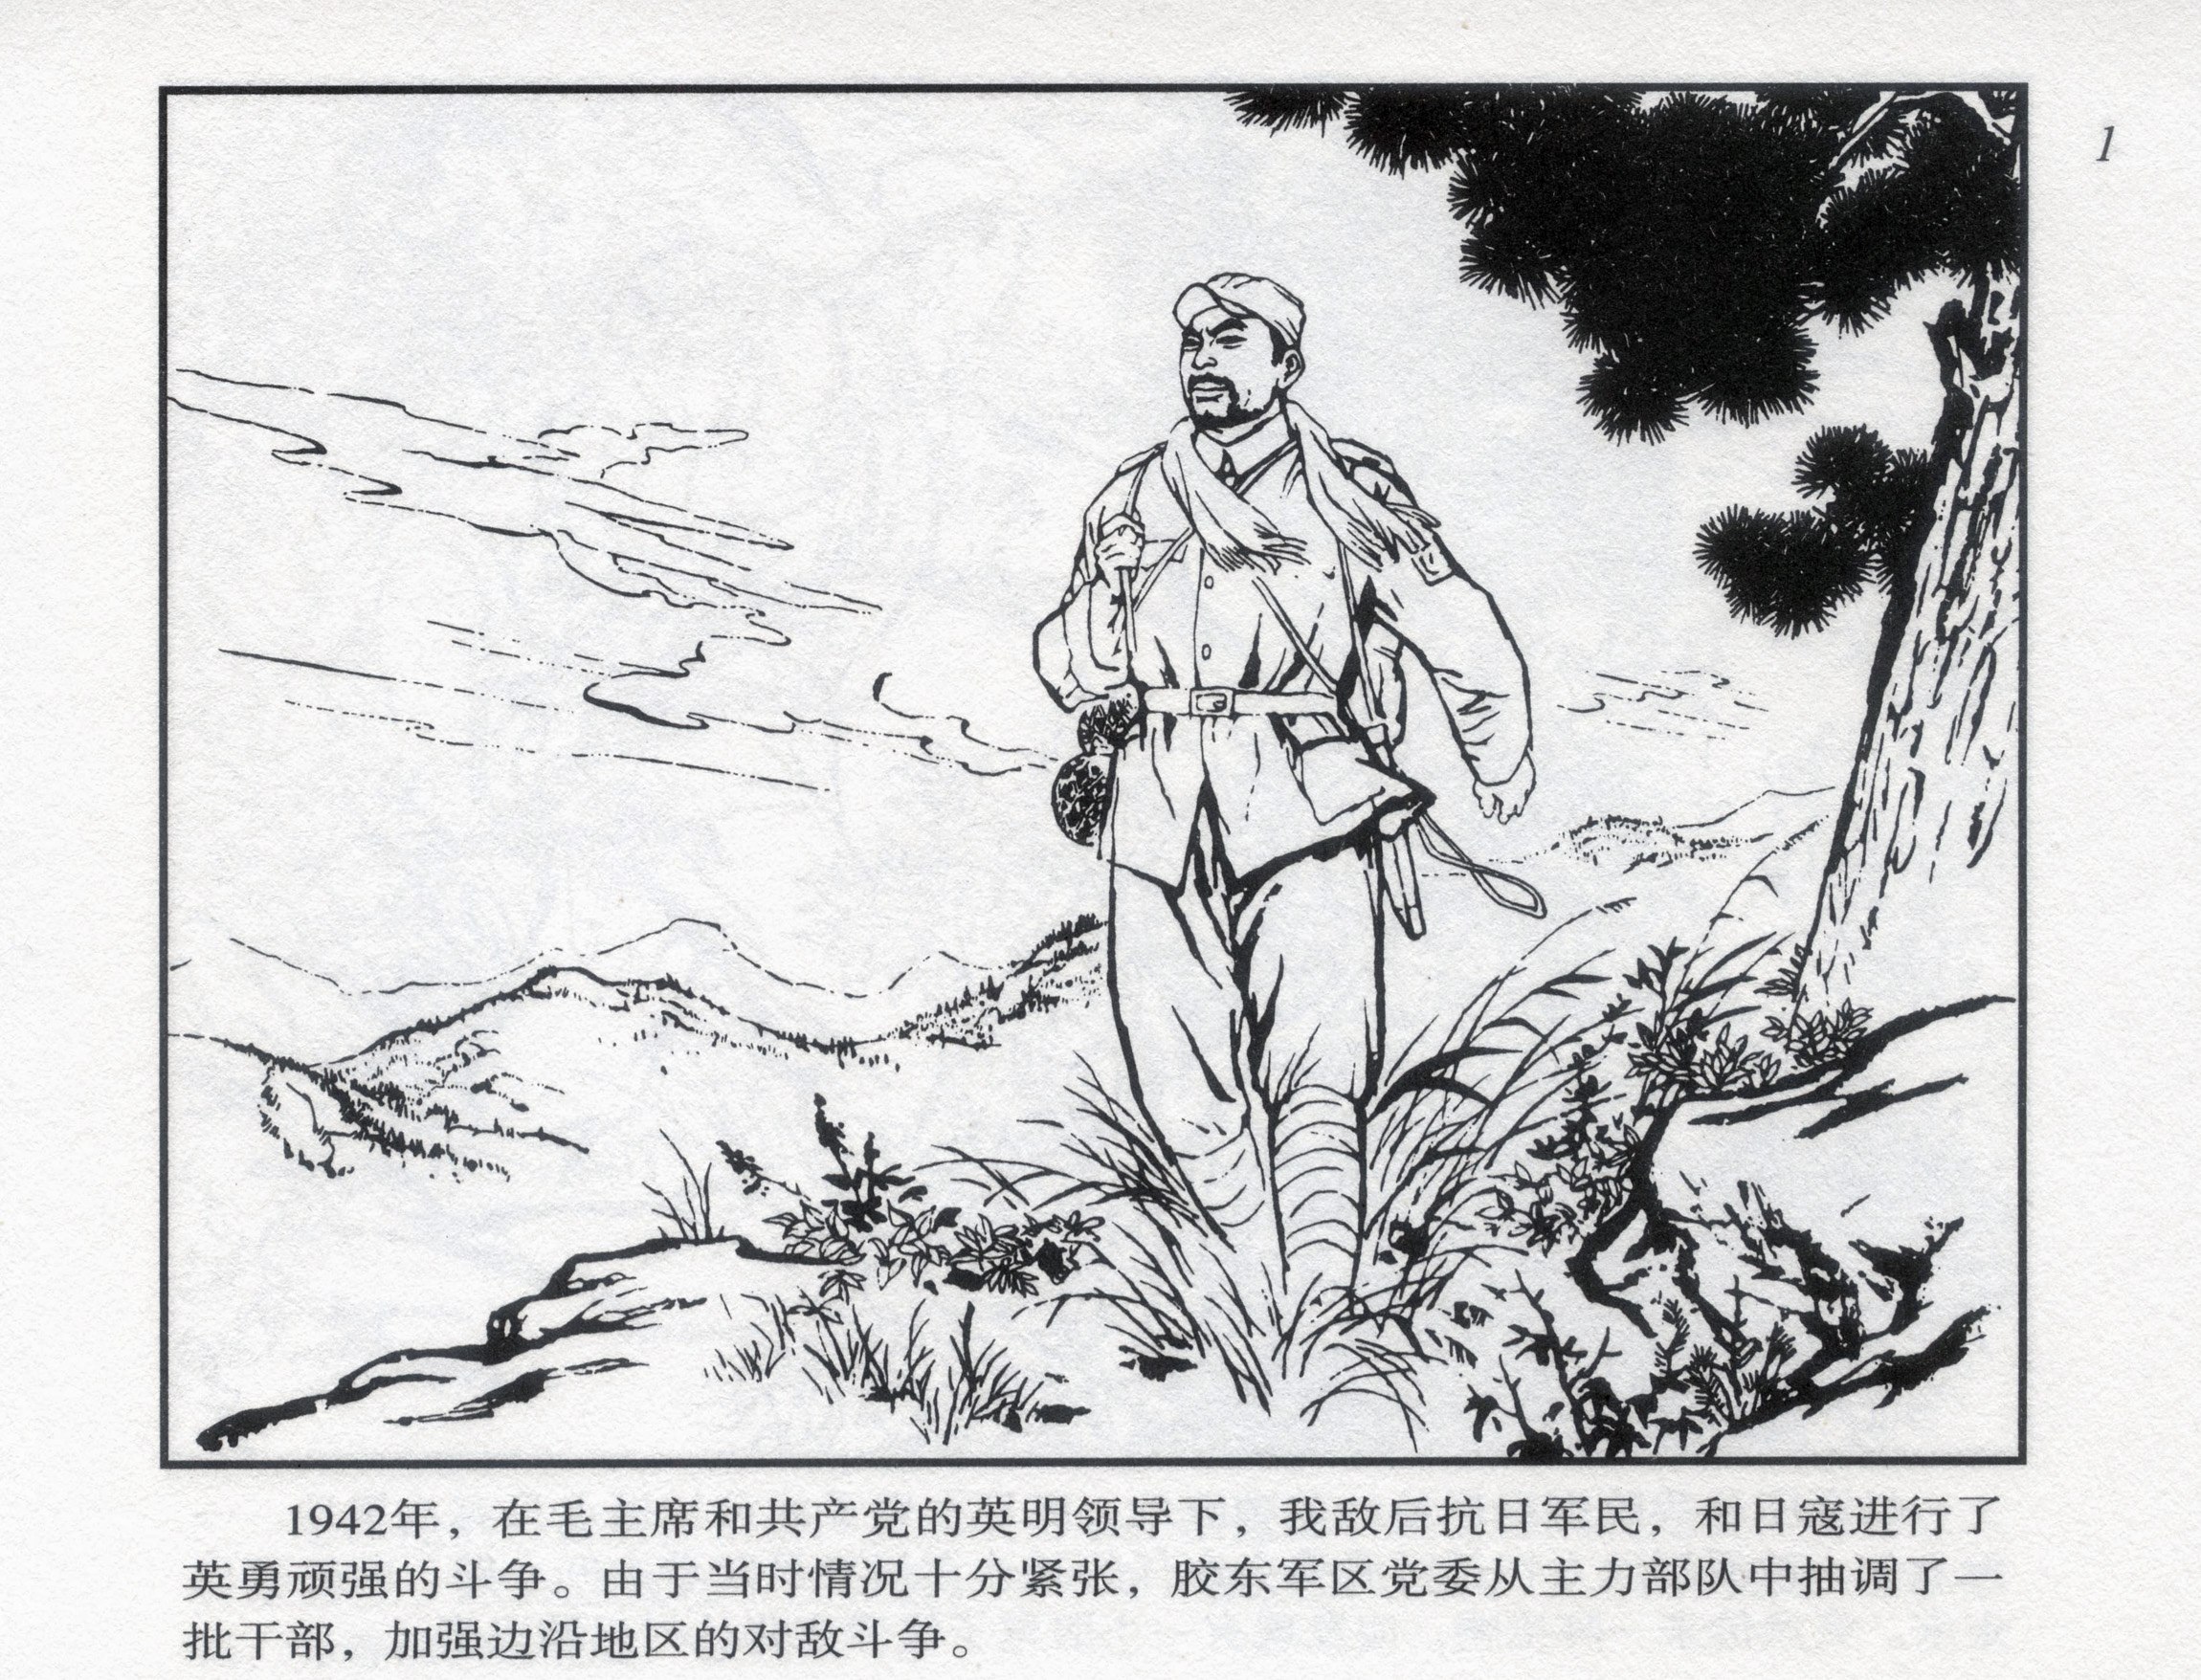 1
1942年，在毛主席和共产党的英明领导下，我敌后抗日军民，和日寇进行了
英勇顽强的斗争。由于当时情况十分紧张，胶东军区党委从主力部队中抽调了一
批干部，加强边沿地区的对敌斗争。